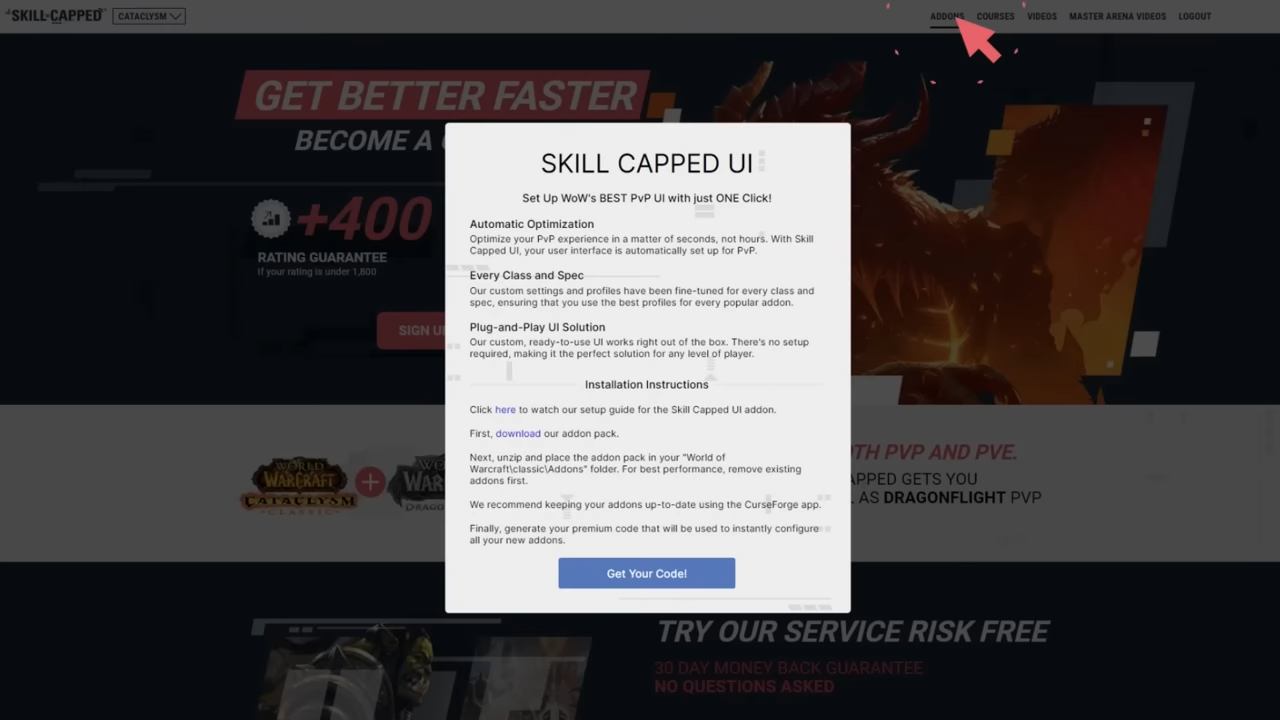 SKILL-CAPPED
CATACLYSM
ADDONS
COURSES
VIDEOS
MASTER ARENA VIDEOS
LOGOUT
GET BETTER FASTER
BECOME A
+400
RATING GUARANTEE
If your rating is under 1,800
SIGN U
SKILL CAPPED UI
Set Up WoW's BEST PvP UI with just ONE Click!
Automatic Optimization
Optimize your PvP experience in a matter of seconds, not hours. With Skill
Capped UI, your user interface is automatically set up for PvP.
Every Class and Spec
Our custom settings and profiles have been fine-tuned for every class and
spec, ensuring that you use the best profiles for every popular addon.
Plug-and-Play UI Solution
Our custom, ready-to-use UI works right out of the box. There's no setup
required, making it the perfect solution for any level of player.
Installation Instructions
Click here to watch our setup guide for the Skill Capped UI addon.
First, download our addon pack.
Next, unzip and place the addon pack in your "World of
Warcraft\classic\Addons" folder. For best performance, remove existing
addons first.
We recommend keeping your addons up-to-date using the CurseForge app.
Finally, generate your premium code that will be used to instantly configure
all your new addons.
Get Your Code!
WORLD
WARCRAFT
CATACLYSM
CLASSIC
+
WO
WAR
DRAGO
OTH PVP AND PVE.
APPED GETS YOU
AS DRAGONFLIGHT PVP
TRY OUR SERVICE RISK FREE
30 DAY MONEY BACK GUARANTEE
NO QUESTIONS ASKED